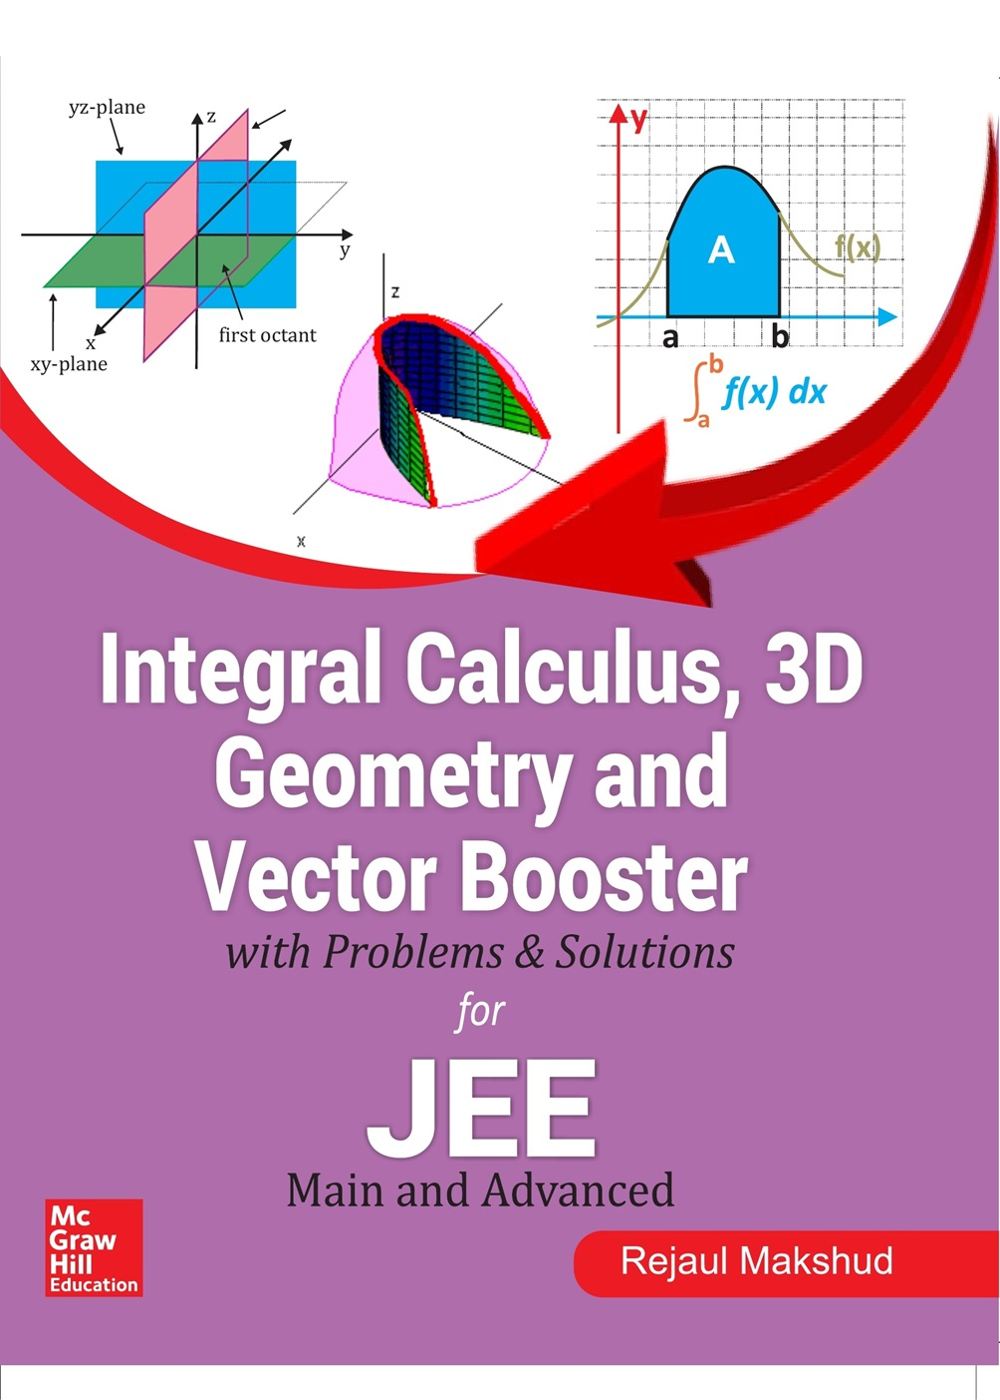 yz-plane
z
y
x
xy-plane
first octant
z
x
y
A
f(x)
a
b
∫ₐᵇ f(x) dx
Integral Calculus, 3D
Geometry and
Vector Booster
with Problems & Solutions
for
JEE
Main and Advanced
Mc
Graw
Hill
Education
Rejaul Makshud